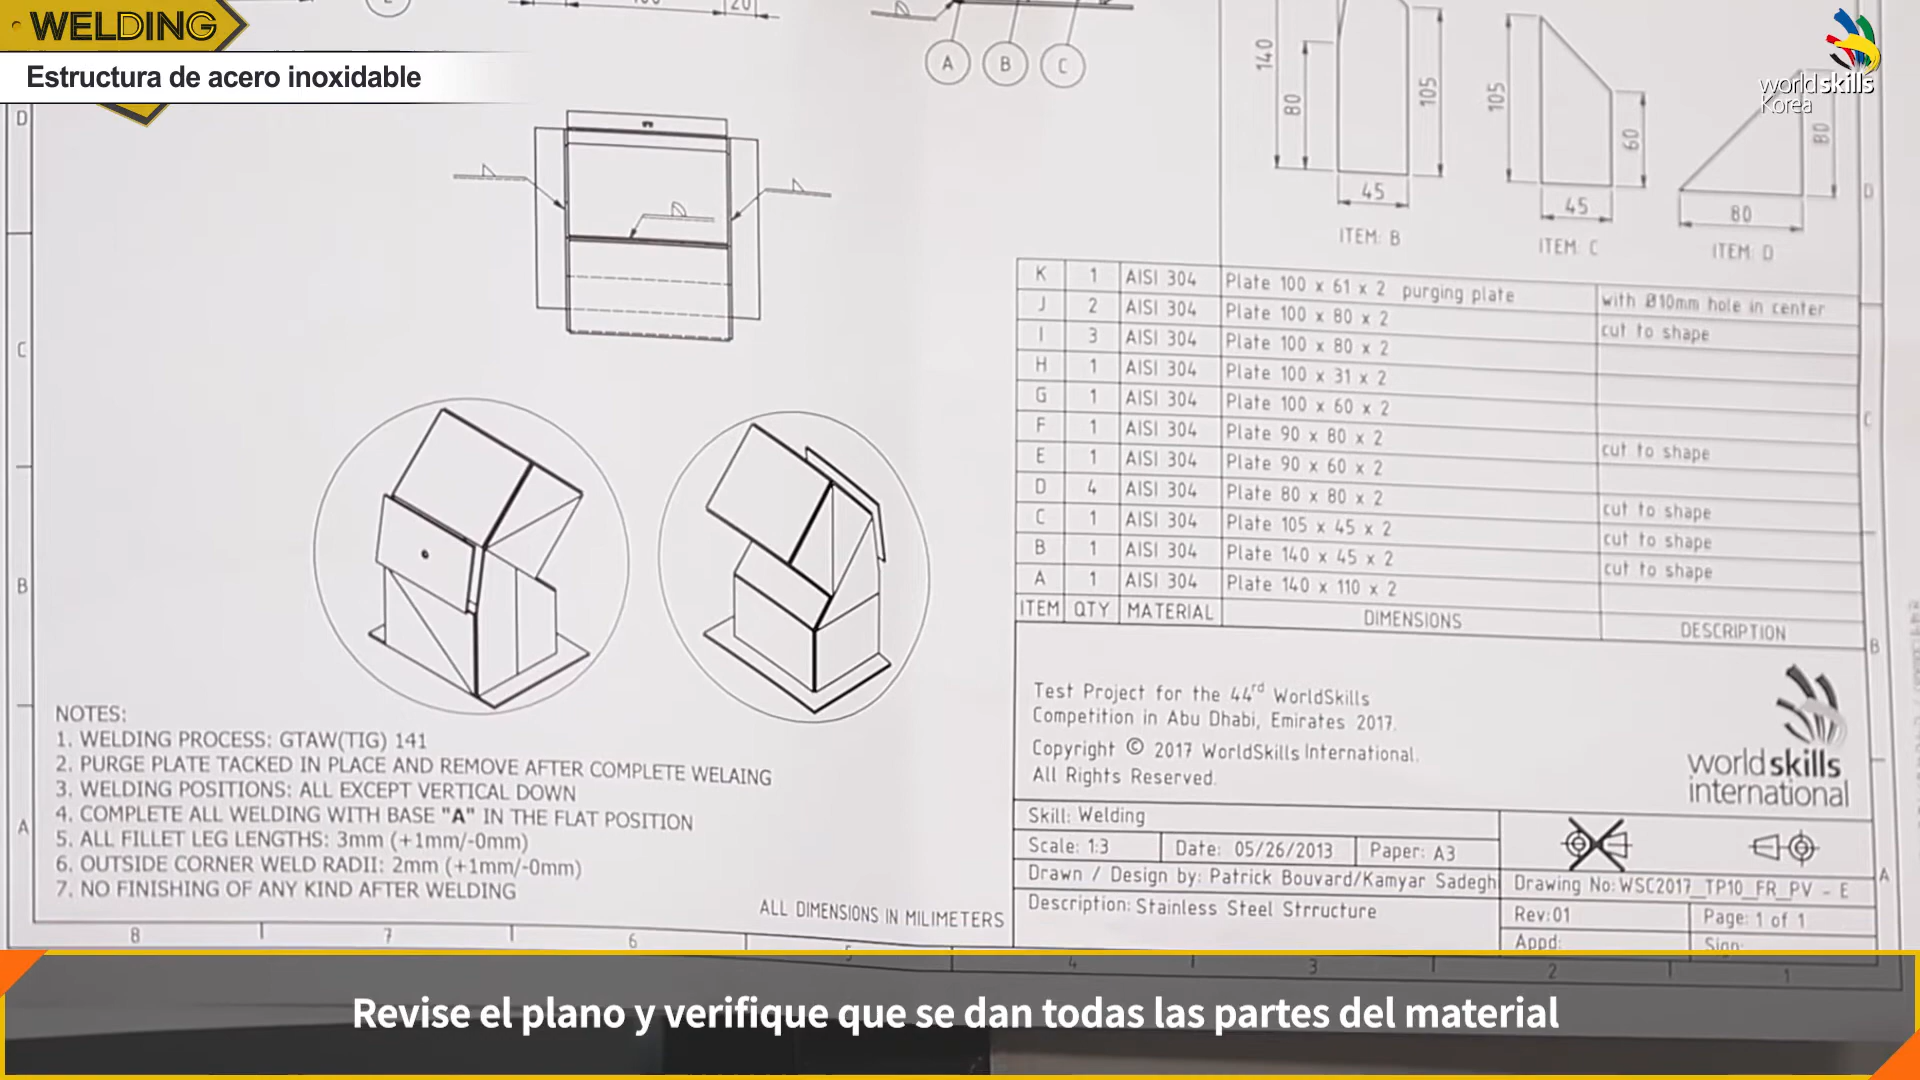 WELDING
Estructura de acero inoxidable
world skills
Korea
A B C
140
80
105
45
ITEM: B
105
60
45
ITEM: C
80
80
ITEM: D
D
C
B
A
D
C
B
A
K 1 AISI 304 Plate 100 x 61 x 2 purging plate with Ø10mm hole in center
J 2 AISI 304 Plate 100 x 80 x 2 cut to shape
I 3 AISI 304 Plate 100 x 80 x 2
H 1 AISI 304 Plate 100 x 31 x 2
G 1 AISI 304 Plate 100 x 60 x 2
F 1 AISI 304 Plate 90 x 80 x 2 cut to shape
E 1 AISI 304 Plate 90 x 60 x 2
D 4 AISI 304 Plate 80 x 80 x 2 cut to shape
C 1 AISI 304 Plate 105 x 45 x 2 cut to shape
B 1 AISI 304 Plate 140 x 45 x 2 cut to shape
A 1 AISI 304 Plate 140 x 110 x 2
ITEM QTY MATERIAL DIMENSIONS DESCRIPTION
NOTES:
1. WELDING PROCESS: GTAW(TIG) 141
2. PURGE PLATE TACKED IN PLACE AND REMOVE AFTER COMPLETE WELAING
3. WELDING POSITIONS: ALL EXCEPT VERTICAL DOWN
4. COMPLETE ALL WELDING WITH BASE "A" IN THE FLAT POSITION
5. ALL FILLET LEG LENGTHS: 3mm (+1mm/-0mm)
6. OUTSIDE CORNER WELD RADII: 2mm (+1mm/-0mm)
7. NO FINISHING OF ANY KIND AFTER WELDING
ALL DIMENSIONS IN MILIMETERS
Test Project for the 44rd WorldSkills
Competition in Abu Dhabi, Emirates 2017.
Copyright © 2017 WorldSkills International.
All Rights Reserved.
world skills
international
Skill: Welding
Scale: 1:3 Date: 05/26/2013 Paper: A3
Drawn / Design by: Patrick Bouvard/Kamyar Sadegh
Drawing No: WSC2017_TP10_FR_PV - E
Description: Stainless Steel Strructure
Rev:01 Page: 1 of 1
Appd: Sign:
8 7 6 4 3 2 1
Revise el plano y verifique que se dan todas las partes del material